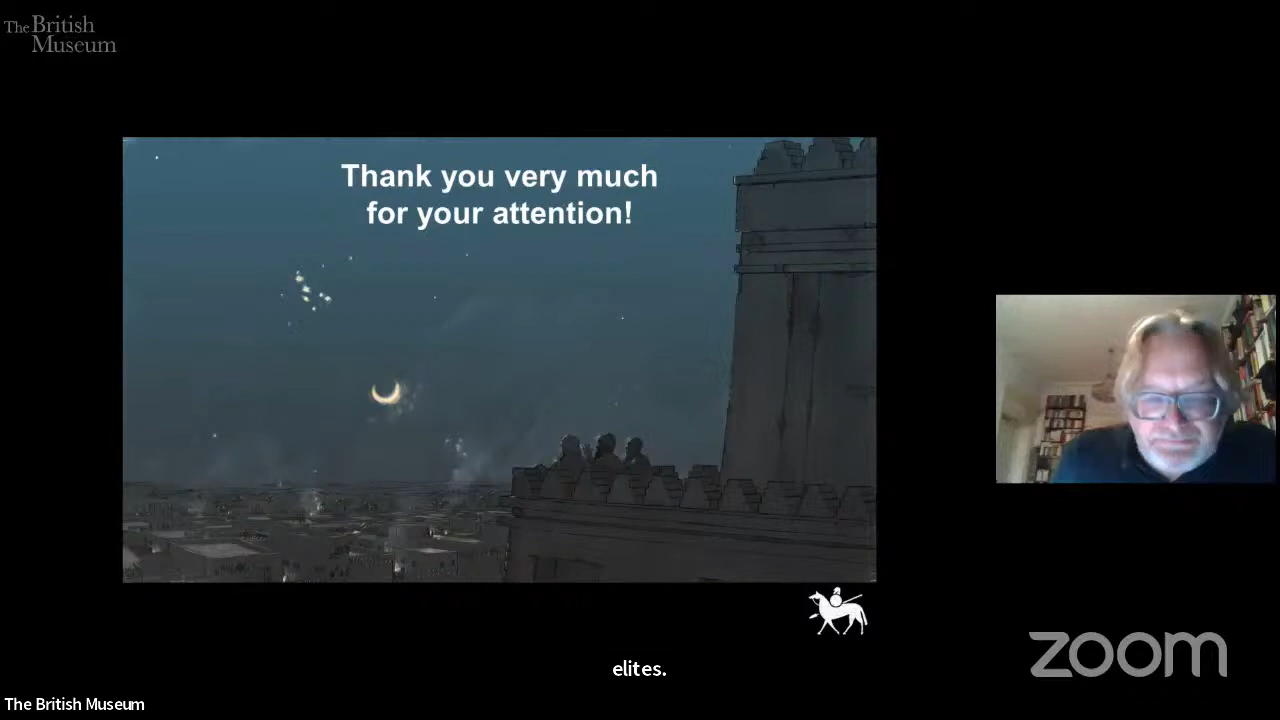 The British
Museum
Thank you very much
for your attention!
elites.
zoom
The British Museum